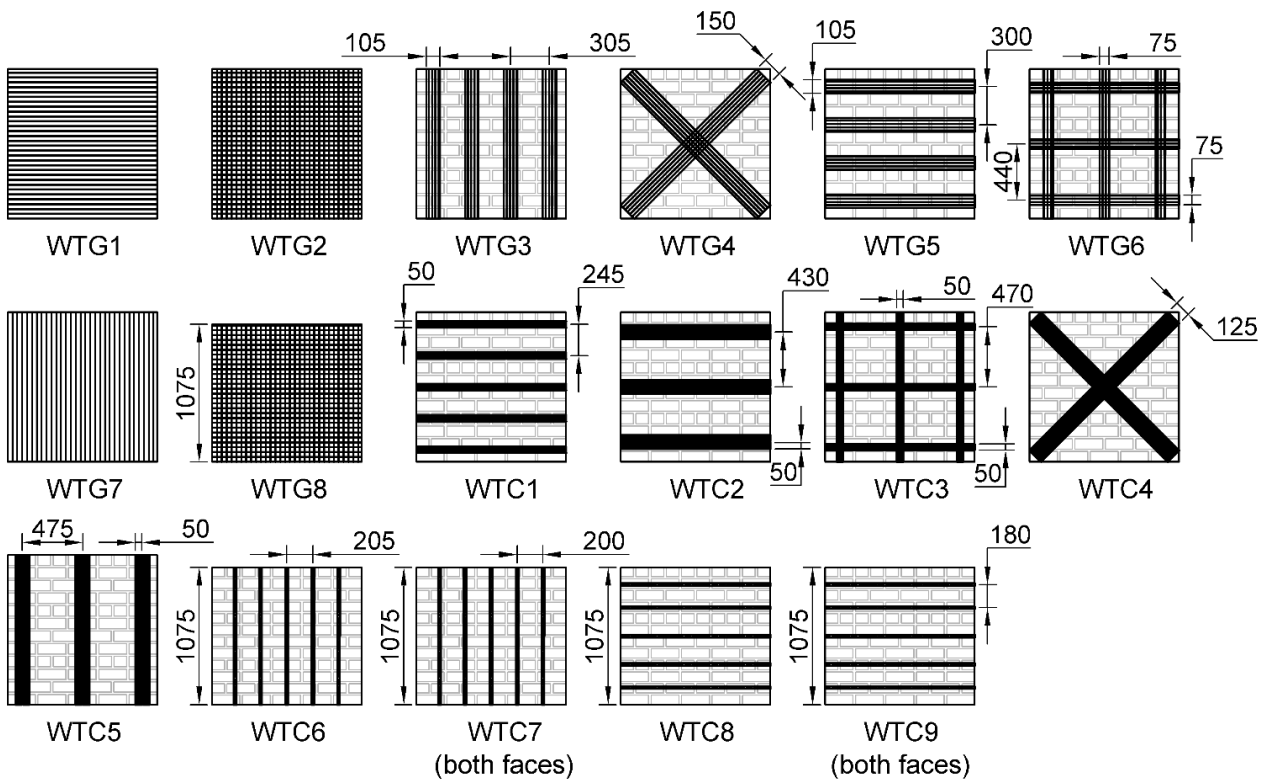 105 305 150 105 300 75
75
440
WTG1 WTG2 WTG3 WTG4 WTG5 WTG6
50 245 430 50 470
125
1075
50 50
WTG7 WTG8 WTC1 WTC2 WTC3 WTC4
475 50 205 200 180
1075 1075 1075 1075
WTC5 WTC6 WTC7 WTC8 WTC9
(both faces) (both faces)